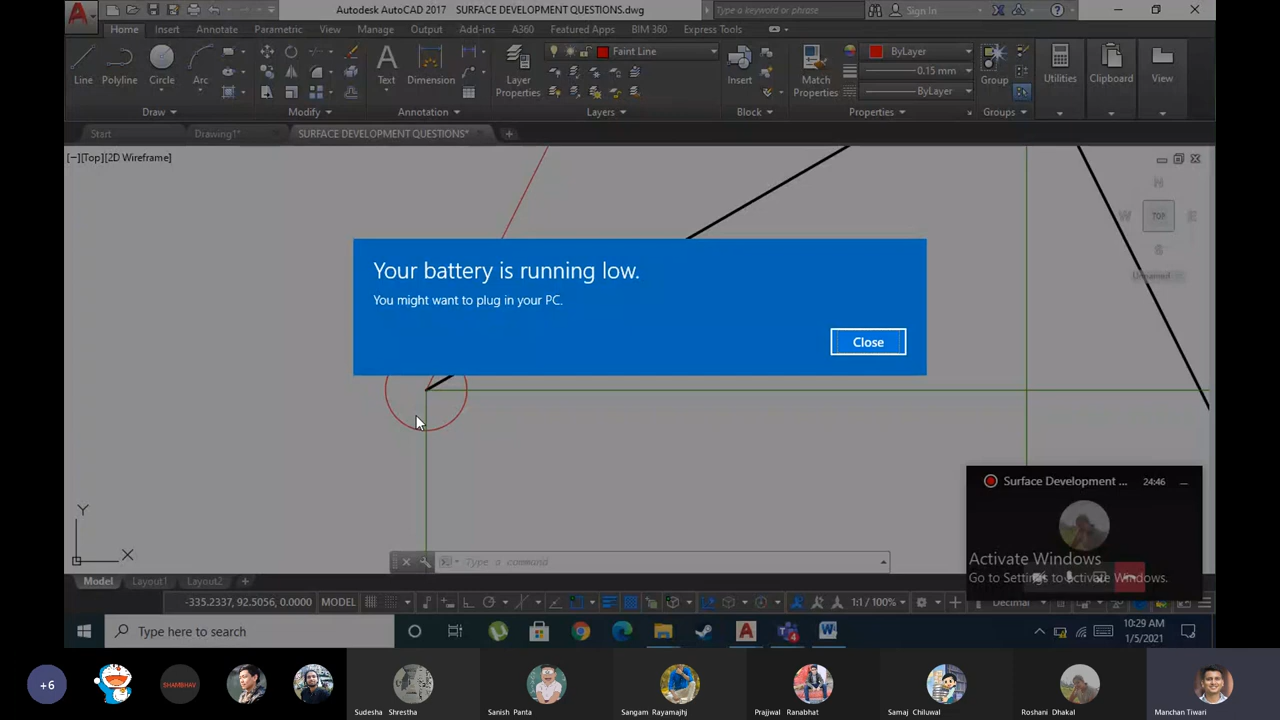 Autodesk AutoCAD 2017 SURFACE DEVELOPMENT QUESTIONS.dwg
Type a keyword or phrase
Sign In
Home Insert Annotate Parametric View Manage Output Add-ins A360 Featured Apps BIM 360 Express Tools
Line Polyline Circle Arc
Text Dimension
Layer Properties
Faint Line
Insert
Match Properties
ByLayer
0.15 mm
ByLayer
Group
Utilities
Clipboard
View
Draw Modify Annotation Layers Block Properties Groups
Start Drawing1* SURFACE DEVELOPMENT QUESTIONS*
[−][Top][2D Wireframe]
N
W TOP E
S
Unnamed
Your battery is running low.
You might want to plug in your PC.
Close
Surface Development ... 24:46
Activate Windows
Go to Settings to Activate Windows.
Y
X
Type a command
Model Layout1 Layout2 +
-335.2337, 92.5056, 0.0000 MODEL
1:1 / 100%
Decimal
Type here to search
10:29 AM
1/5/2021
+6
SHAMBHAV
Sudesha Shrestha
Sanish Panta
Sangam Rayamajhj
Prajjwal Ranabhat
Samaj Chiluwal
Roshani Dhakal
Manchan Tiwari